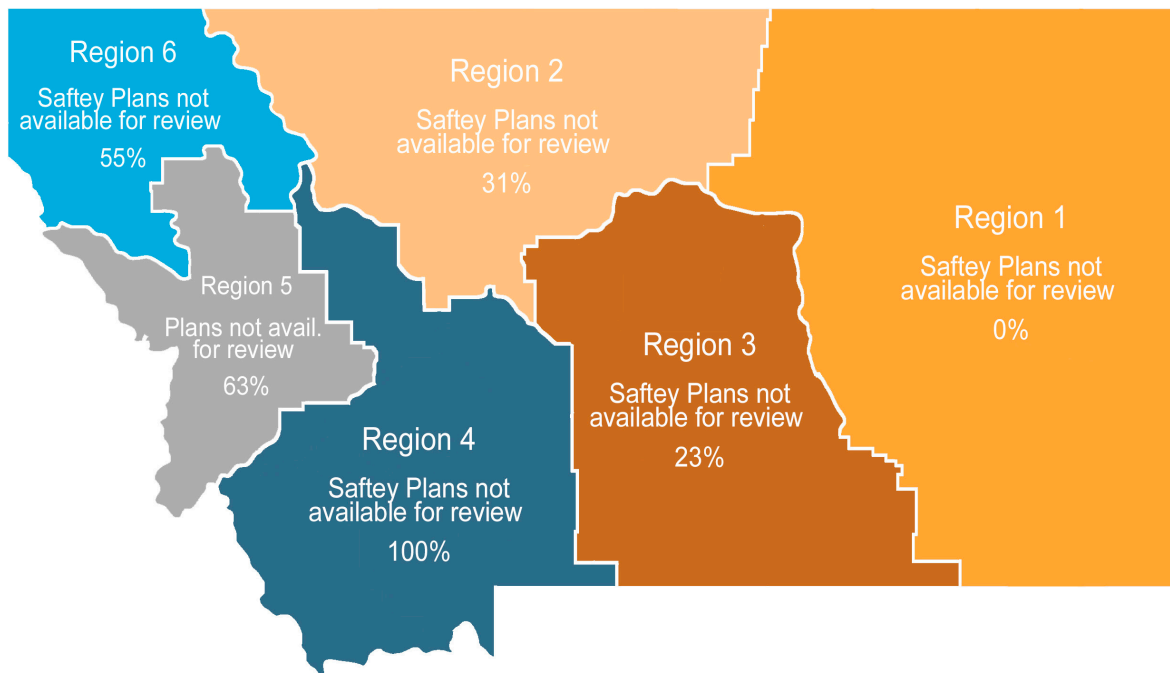 Region 6
Saftey Plans not
available for review
55%
Region 2
Saftey Plans not
available for review
31%
Region 1
Saftey Plans not
available for review
0%
Region 5
Plans not avail.
for review
63%
Region 3
Saftey Plans not
available for review
23%
Region 4
Saftey Plans not
available for review
100%